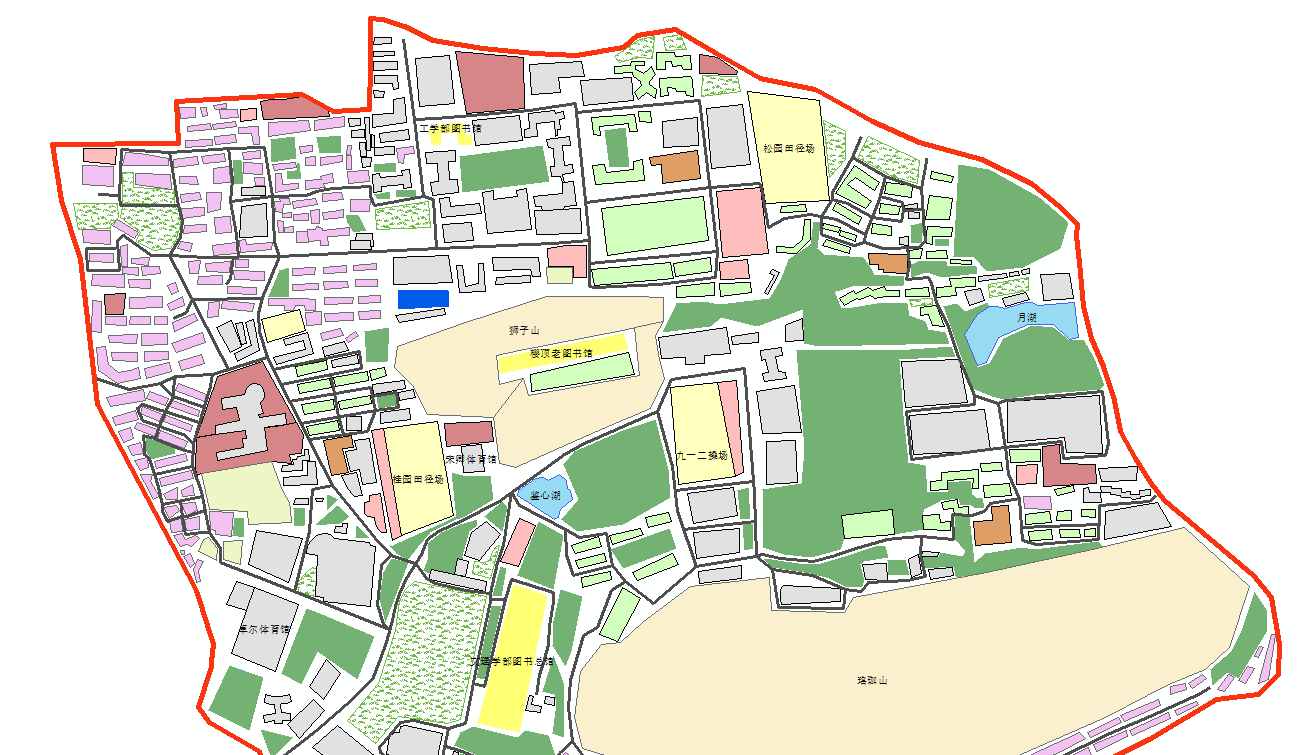 工学部图书馆
松园田径场
月湖
狮子山
樱顶老图书馆
九一二操场
宋卿体育馆
桂园田径场
鉴心湖
卓尔体育馆
文理学部图书总馆
珞珈山